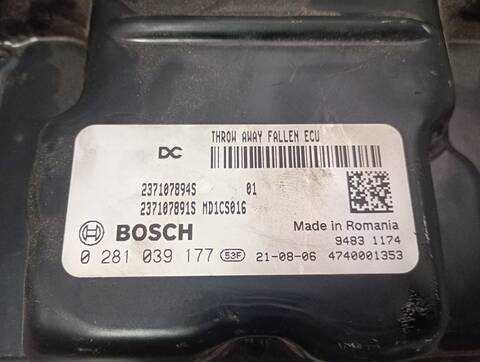 THROW AWAY FALLEN ECU
DC
237107894S 01
237107891S MD1CS016
BOSCH
Made in Romania
9483 1174
0 281 039 177 53F 21-08-06 4740001353